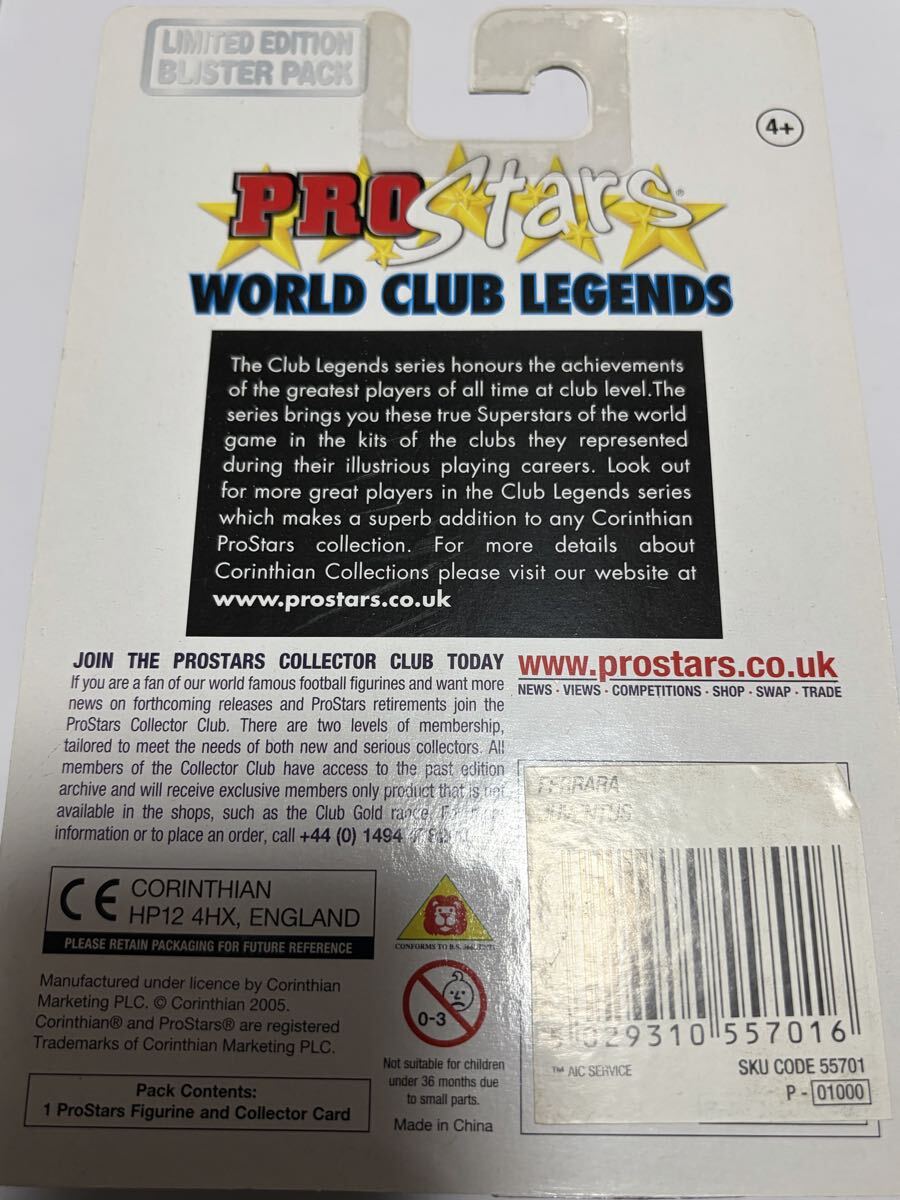 LIMITED EDITION
BLISTER PACK
4+
PRO Stars®
WORLD CLUB LEGENDS
The Club Legends series honours the achievements
of the greatest players of all time at club level.The
series brings you these true Superstars of the world
game in the kits of the clubs they represented
during their illustrious playing careers. Look out
for more great players in the Club Legends series
which makes a superb addition to any Corinthian
ProStars collection. For more details about
Corinthian Collections please visit our website at
www.prostars.co.uk
JOIN THE PROSTARS COLLECTOR CLUB TODAY
If you are a fan of our world famous football figurines and want more
news on forthcoming releases and ProStars retirements join the
ProStars Collector Club. There are two levels of membership,
tailored to meet the needs of both new and serious collectors. All
members of the Collector Club have access to the past edition
archive and will receive exclusive members only product that is not
available in the shops, such as the Club Gold range.
information or to place an order, call +44 (0) 1494
www.prostars.co.uk
NEWS · VIEWS · COMPETITIONS · SHOP · SWAP · TRADE
FERRARA
JUVENTUS
5 029310 557016
™ AIC SERVICE
SKU CODE 55701
P - 01000
CE CORINTHIAN
HP12 4HX, ENGLAND
PLEASE RETAIN PACKAGING FOR FUTURE REFERENCE
Manufactured under licence by Corinthian
Marketing PLC. © Corinthian 2005.
Corinthian® and ProStars® are registered
Trademarks of Corinthian Marketing PLC.
Pack Contents:
1 ProStars Figurine and Collector Card
CONFORMS TO B.S.
0-3
Not suitable for children
under 36 months due
to small parts.
Made in China